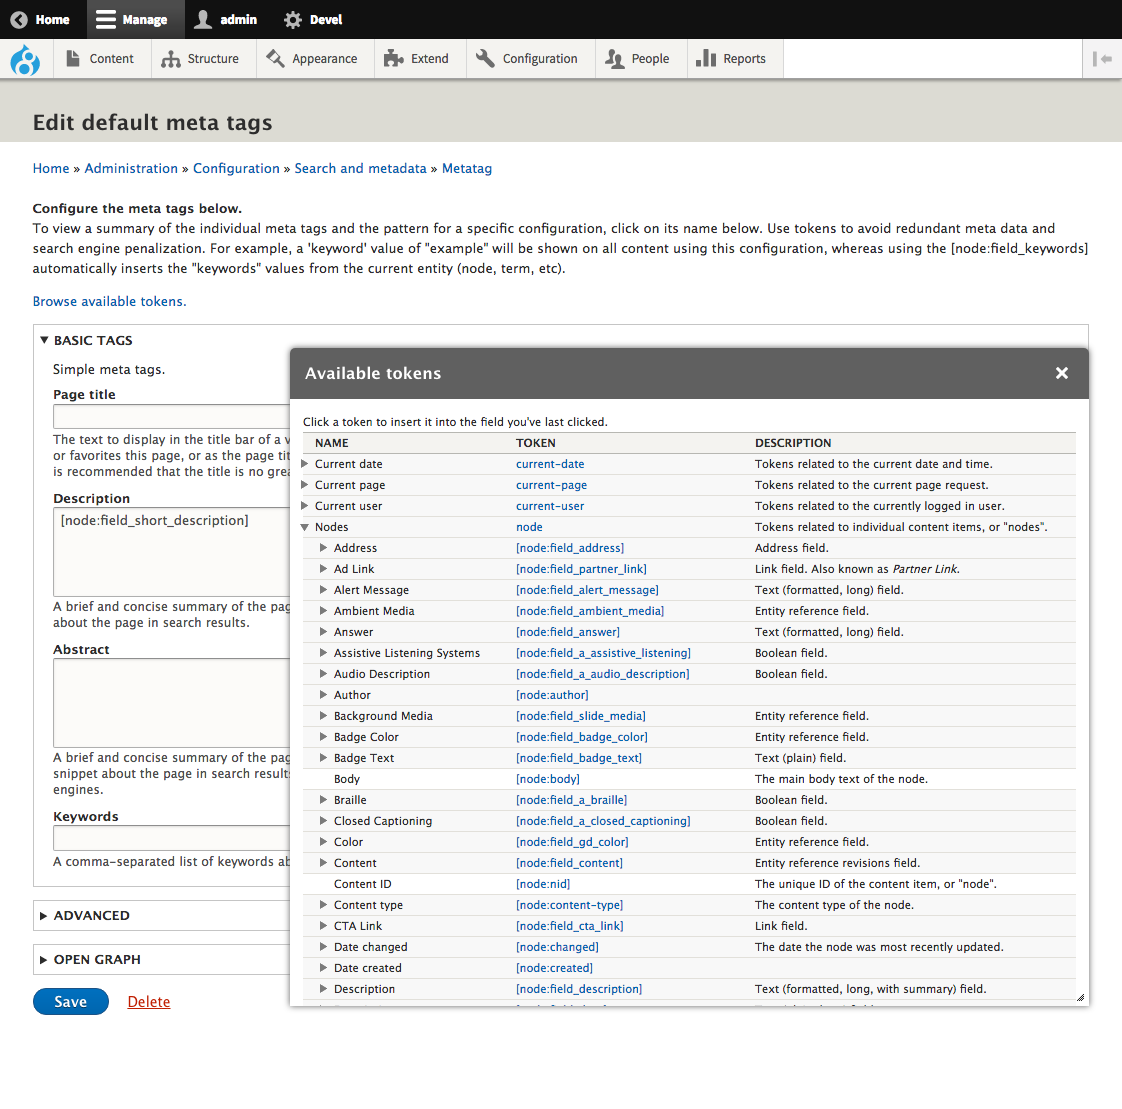 Home Manage admin Devel
Content Structure Appearance Extend Configuration People Reports
Edit default meta tags
Home » Administration » Configuration » Search and metadata » Metatag
Configure the meta tags below.
To view a summary of the individual meta tags and the pattern for a specific configuration, click on its name below. Use tokens to avoid redundant meta data and
search engine penalization. For example, a 'keyword' value of "example" will be shown on all content using this configuration, whereas using the [node:field_keywords]
automatically inserts the "keywords" values from the current entity (node, term, etc).
Browse available tokens.
BASIC TAGS
Simple meta tags.
Page title
The text to display in the title bar of a
or favorites this page, or as the page
is recommended that the title is no
Description
[node:field_short_description]
A brief and concise summary of the
about the page in search results.
Abstract
A brief and concise summary of the
snippet about the page in search
engines.
Keywords
A comma-separated list of keywords
ADVANCED
OPEN GRAPH
Save Delete
Available tokens
Click a token to insert it into the field you've last clicked.
NAME TOKEN DESCRIPTION
Current date current-date Tokens related to the current date and time.
Current page current-page Tokens related to the current page request.
Current user current-user Tokens related to the currently logged in user.
Nodes node Tokens related to individual content items, or "nodes".
Address [node:field_address] Address field.
Ad Link [node:field_partner_link] Link field. Also known as Partner Link.
Alert Message [node:field_alert_message] Text (formatted, long) field.
Ambient Media [node:field_ambient_media] Entity reference field.
Answer [node:field_answer] Text (formatted, long) field.
Assistive Listening Systems [node:field_a_assistive_listening] Boolean field.
Audio Description [node:field_a_audio_description] Boolean field.
Author [node:author]
Background Media [node:field_slide_media] Entity reference field.
Badge Color [node:field_badge_color] Entity reference field.
Badge Text [node:field_badge_text] Text (plain) field.
Body [node:body] The main body text of the node.
Braille [node:field_a_braille] Boolean field.
Closed Captioning [node:field_a_closed_captioning] Boolean field.
Color [node:field_gd_color] Entity reference field.
Content [node:field_content] Entity reference revisions field.
Content ID [node:nid] The unique ID of the content item, or "node".
Content type [node:content-type] The content type of the node.
CTA Link [node:field_cta_link] Link field.
Date changed [node:changed] The date the node was most recently updated.
Date created [node:created]
Description [node:field_description] Text (formatted, long, with summary) field.